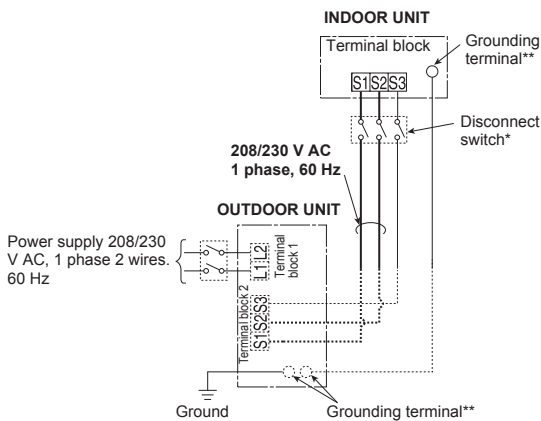 INDOOR UNIT
Terminal block
Grounding
terminal**
S1 S2 S3
Disconnect
switch*
208/230 V AC
1 phase, 60 Hz
OUTDOOR UNIT
Power supply 208/230
V AC, 1 phase 2 wires.
60 Hz
L1 L2
Terminal
block 1
Terminal block 2
S1 S2 S3
Ground
Grounding terminal**